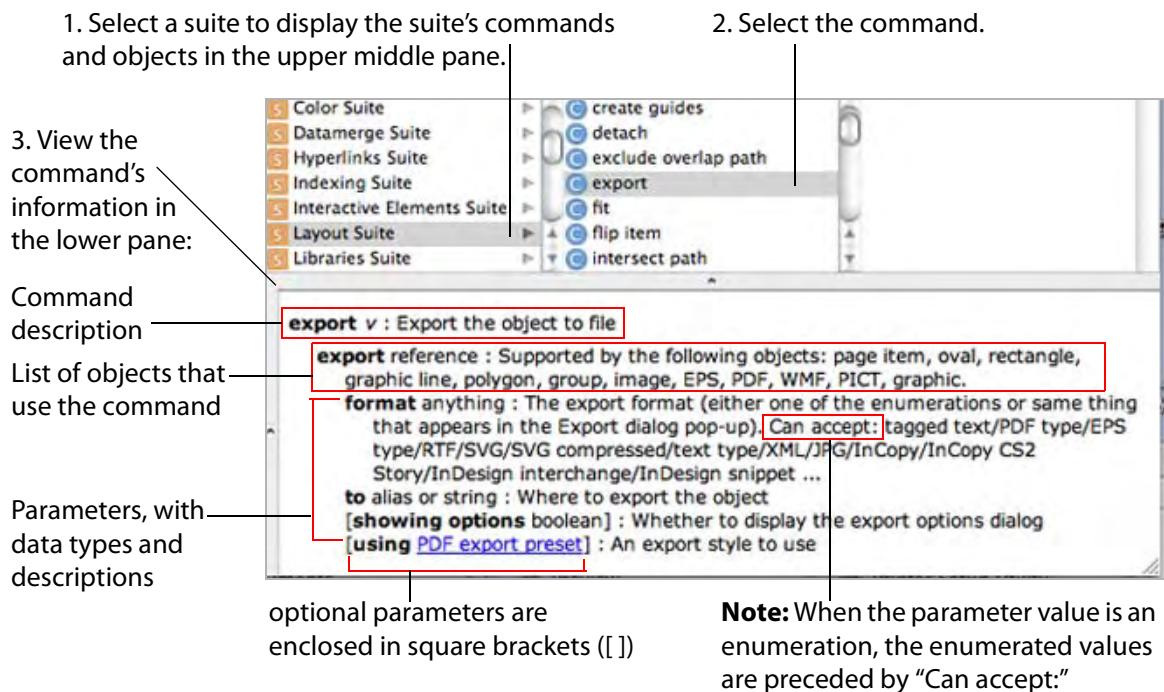 1. Select a suite to display the suite’s commands
and objects in the upper middle pane.
2. Select the command.
3. View the
command’s
information in
the lower pane:
Color Suite
Datamerge Suite
Hyperlinks Suite
Indexing Suite
Interactive Elements Suite
Layout Suite
Libraries Suite
create guides
detach
exclude overlap path
export
fit
flip item
intersect path
Command
description
export v : Export the object to file
List of objects that
use the command
export reference : Supported by the following objects: page item, oval, rectangle,
graphic line, polygon, group, image, EPS, PDF, WMF, PICT, graphic.
format anything : The export format (either one of the enumerations or same thing
that appears in the Export dialog pop-up). Can accept: tagged text/PDF type/EPS
type/RTF/SVG/SVG compressed/text type/XML/JPG/InCopy/InCopy CS2
Story/InDesign interchange/InDesign snippet ...
to alias or string : Where to export the object
[showing options boolean] : Whether to display the export options dialog
[using PDF export preset] : An export style to use
Parameters, with
data types and
descriptions
optional parameters are
enclosed in square brackets ([ ])
Note: When the parameter value is an
enumeration, the enumerated values
are preceded by “Can accept:”